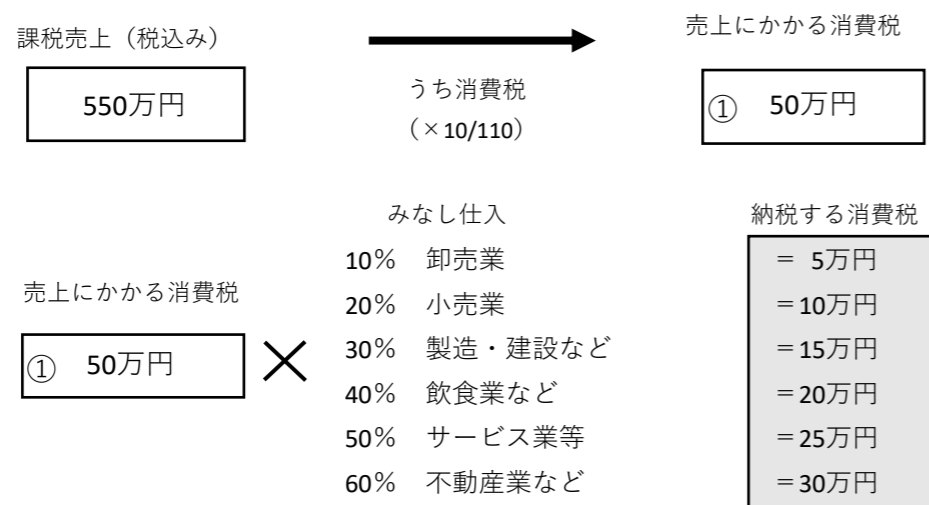 課税売上（税込み）
550万円
うち消費税
（×10/110）
売上にかかる消費税
① 50万円
みなし仕入
納税する消費税
売上にかかる消費税
① 50万円
10％ 卸売業 ＝ 5万円
20％ 小売業 ＝10万円
30％ 製造・建設など ＝15万円
40％ 飲食業など ＝20万円
50％ サービス業等 ＝25万円
60％ 不動産業など ＝30万円